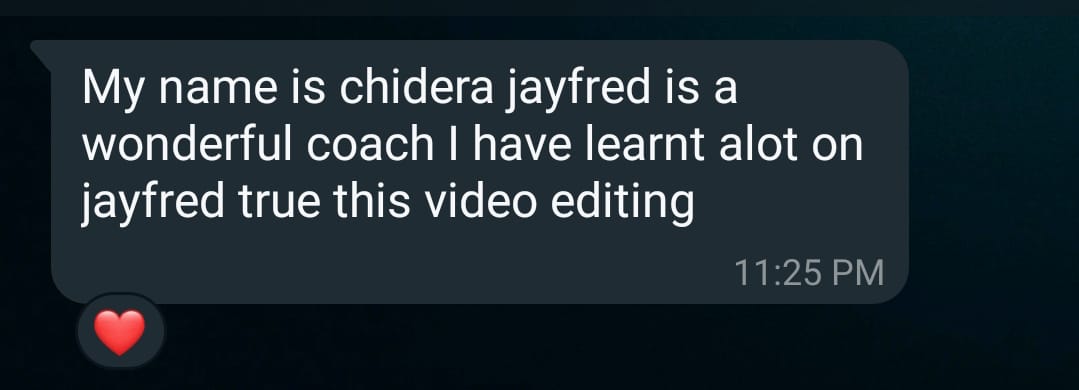 My name is chidera jayfred is a
wonderful coach I have learnt alot on
jayfred true this video editing
11:25 PM